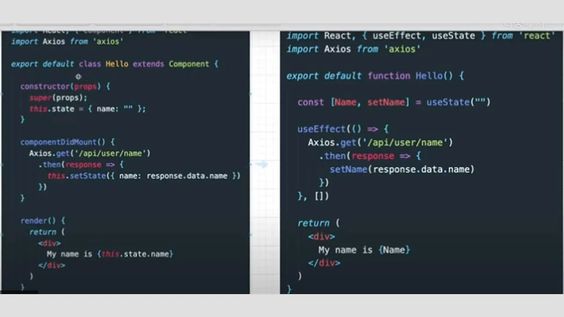 import React, { Component } from 'react'
import Axios from 'axios'
export default class Hello extends Component {
constructor(props) {
super(props);
this.state = { name: "" };
}
componentDidMount() {
Axios.get('/api/user/name')
.then(response => {
this.setState({ name: response.data.name })
})
}
render() {
return (
<div>
My name is {this.state.name}
</div>
)
}
import React, { useEffect, useState } from 'react'
import Axios from 'axios'
export default function Hello() {
const [Name, setName] = useState("")
useEffect(() => {
Axios.get('/api/user/name')
.then(response => {
setName(response.data.name)
})
}, [])
return (
<div>
My name is {Name}
</div>
)
}